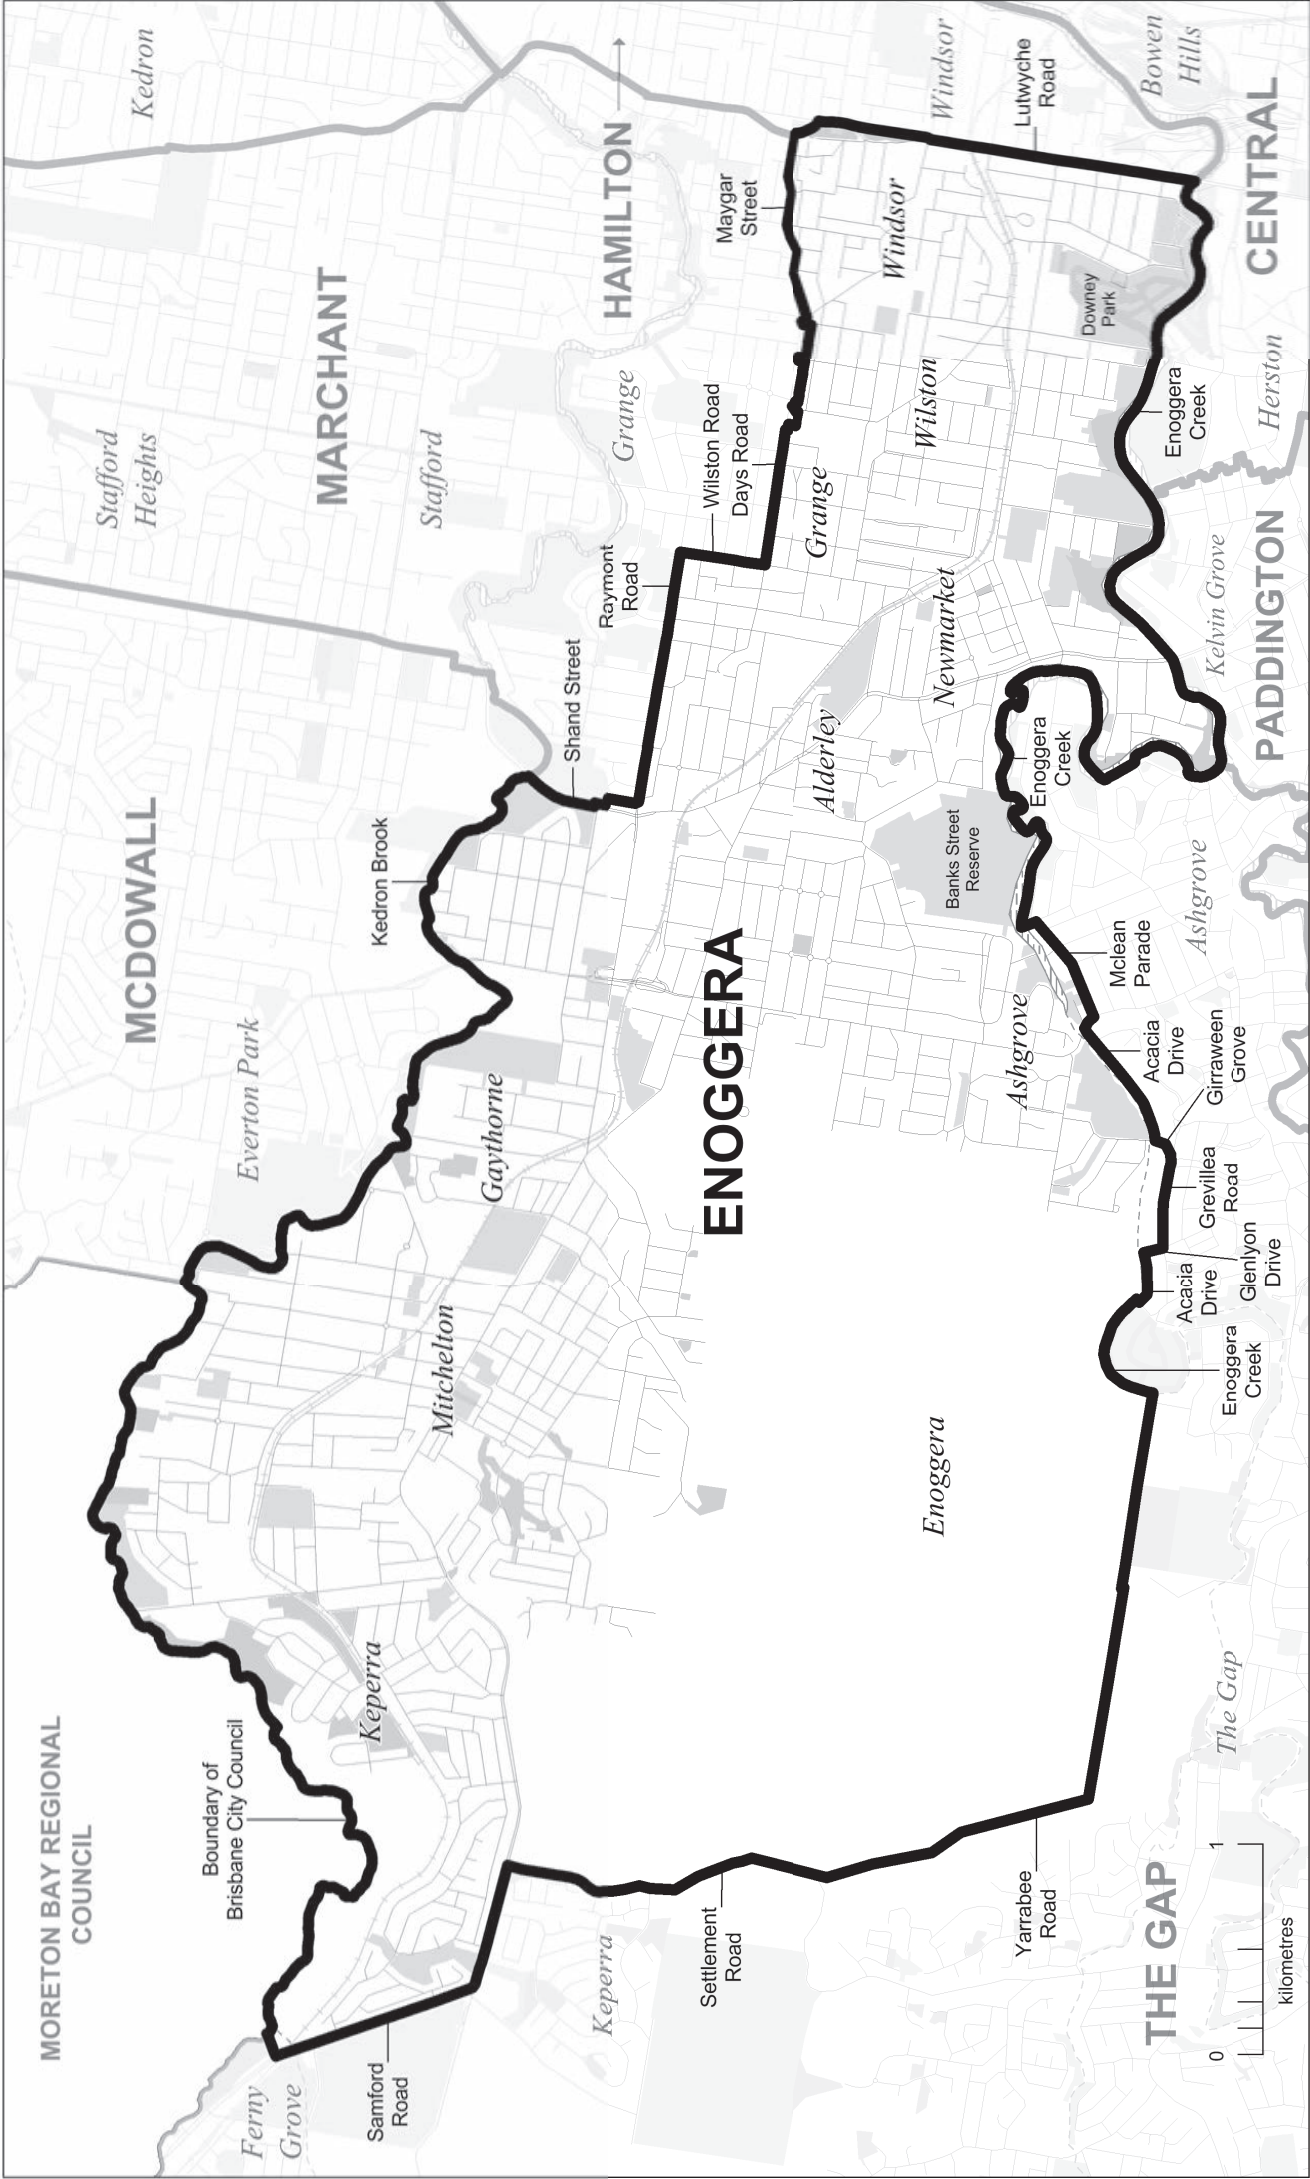 MORETON BAY REGIONAL
COUNCIL
MCDOWALL
Stafford
Heights
Kedron
Boundary of
Brisbane City Council
Everton Park
MARCHANT
Ferny
Grove
Samford
Road
Keperra
Mitchelton
Gaythorne
Kedron Brook
Stafford
Shand Street
Raymont
Road
Grange
HAMILTON
Keperra
Settlement
Road
ENOGGERA
Wilston Road
Days Road
Maygar
Street
Alderley
Grange
Windsor
Enoggera
Banks Street
Reserve
Newmarket
Wilston
Windsor
Yarrabee
Road
Ashgrove
Enoggera
Creek
Downey
Park
Lutwyche
Road
THE GAP
Mclean
Parade
Acacia
Drive
Girraween
Grove
Grevillea
Road
Glenlyon
Drive
Acacia
Drive
Enoggera
Creek
Enoggera
Creek
Bowen
Hills
The Gap
Ashgrove
Kelvin Grove
Herston
PADDINGTON
CENTRAL
0
1
kilometres